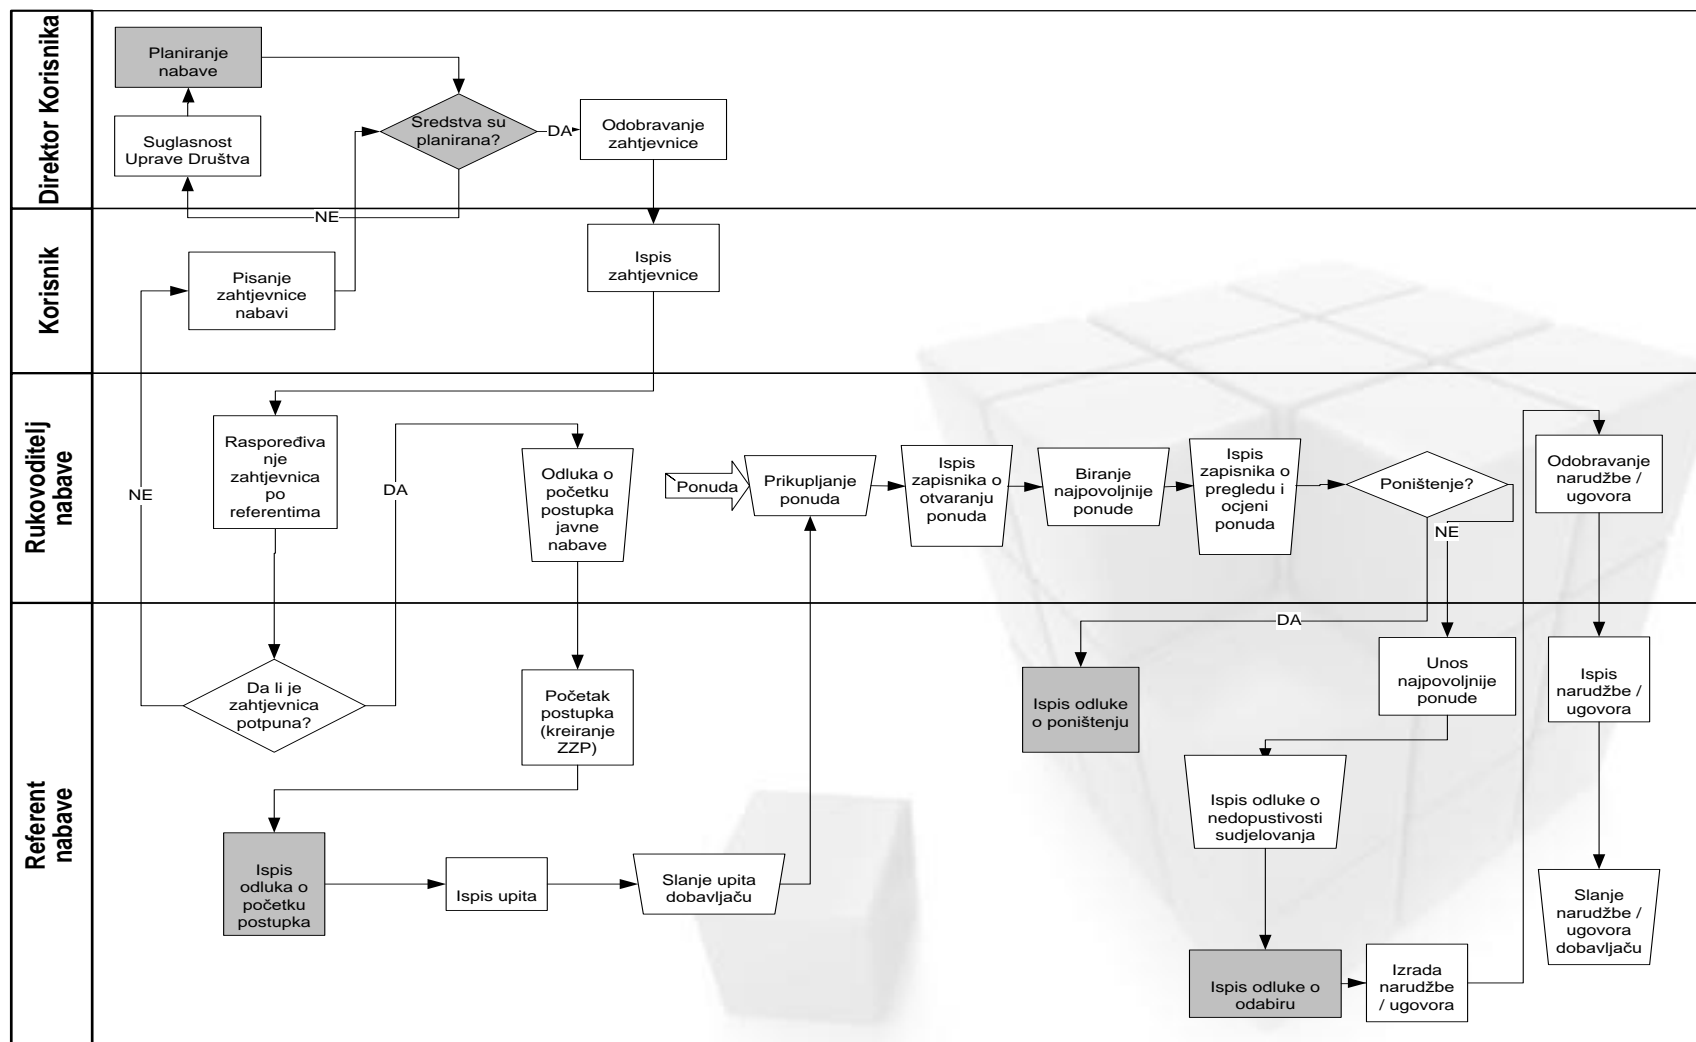 Direktor Korisnika
Planiranje
nabave
Suglasnost
Uprave Društva
Sredstva su
planirana?
DA
Odobravanje
zahtjevnice
NE
Korisnik
Pisanje
zahtjevnice
nabavi
Ispis
zahtjevnice
Rukovoditelj
nabave
NE
Raspoređiva
nje
zahtjevnica
po
referentima
DA
Odluka o
početku
postupka
javne
nabave
Ponuda
Prikupljanje
ponuda
Ispis
zapisnika o
otvaranju
ponuda
Biranje
najpovoljnije
ponude
Ispis
zapisnika o
pregledu i
ocjeni
ponuda
Poništenje?
NE
Odobravanje
narudžbe /
ugovora
Referent
nabave
Da li je
zahtjevnica
potpuna?
Početak
postupka
(kreiranje
ZZP)
DA
Ispis odluke
o poništenju
Unos
najpovoljnije
ponude
Ispis
narudžbe /
ugovora
Ispis
odluka o
početku
postupka
Ispis upita
Slanje upita
dobavljaču
Ispis odluke o
nedopustivosti
sudjelovanja
Slanje
narudžbe /
ugovora
dobavljaču
Ispis odluke o
odabiru
Izrada
narudžbe
/ ugovora